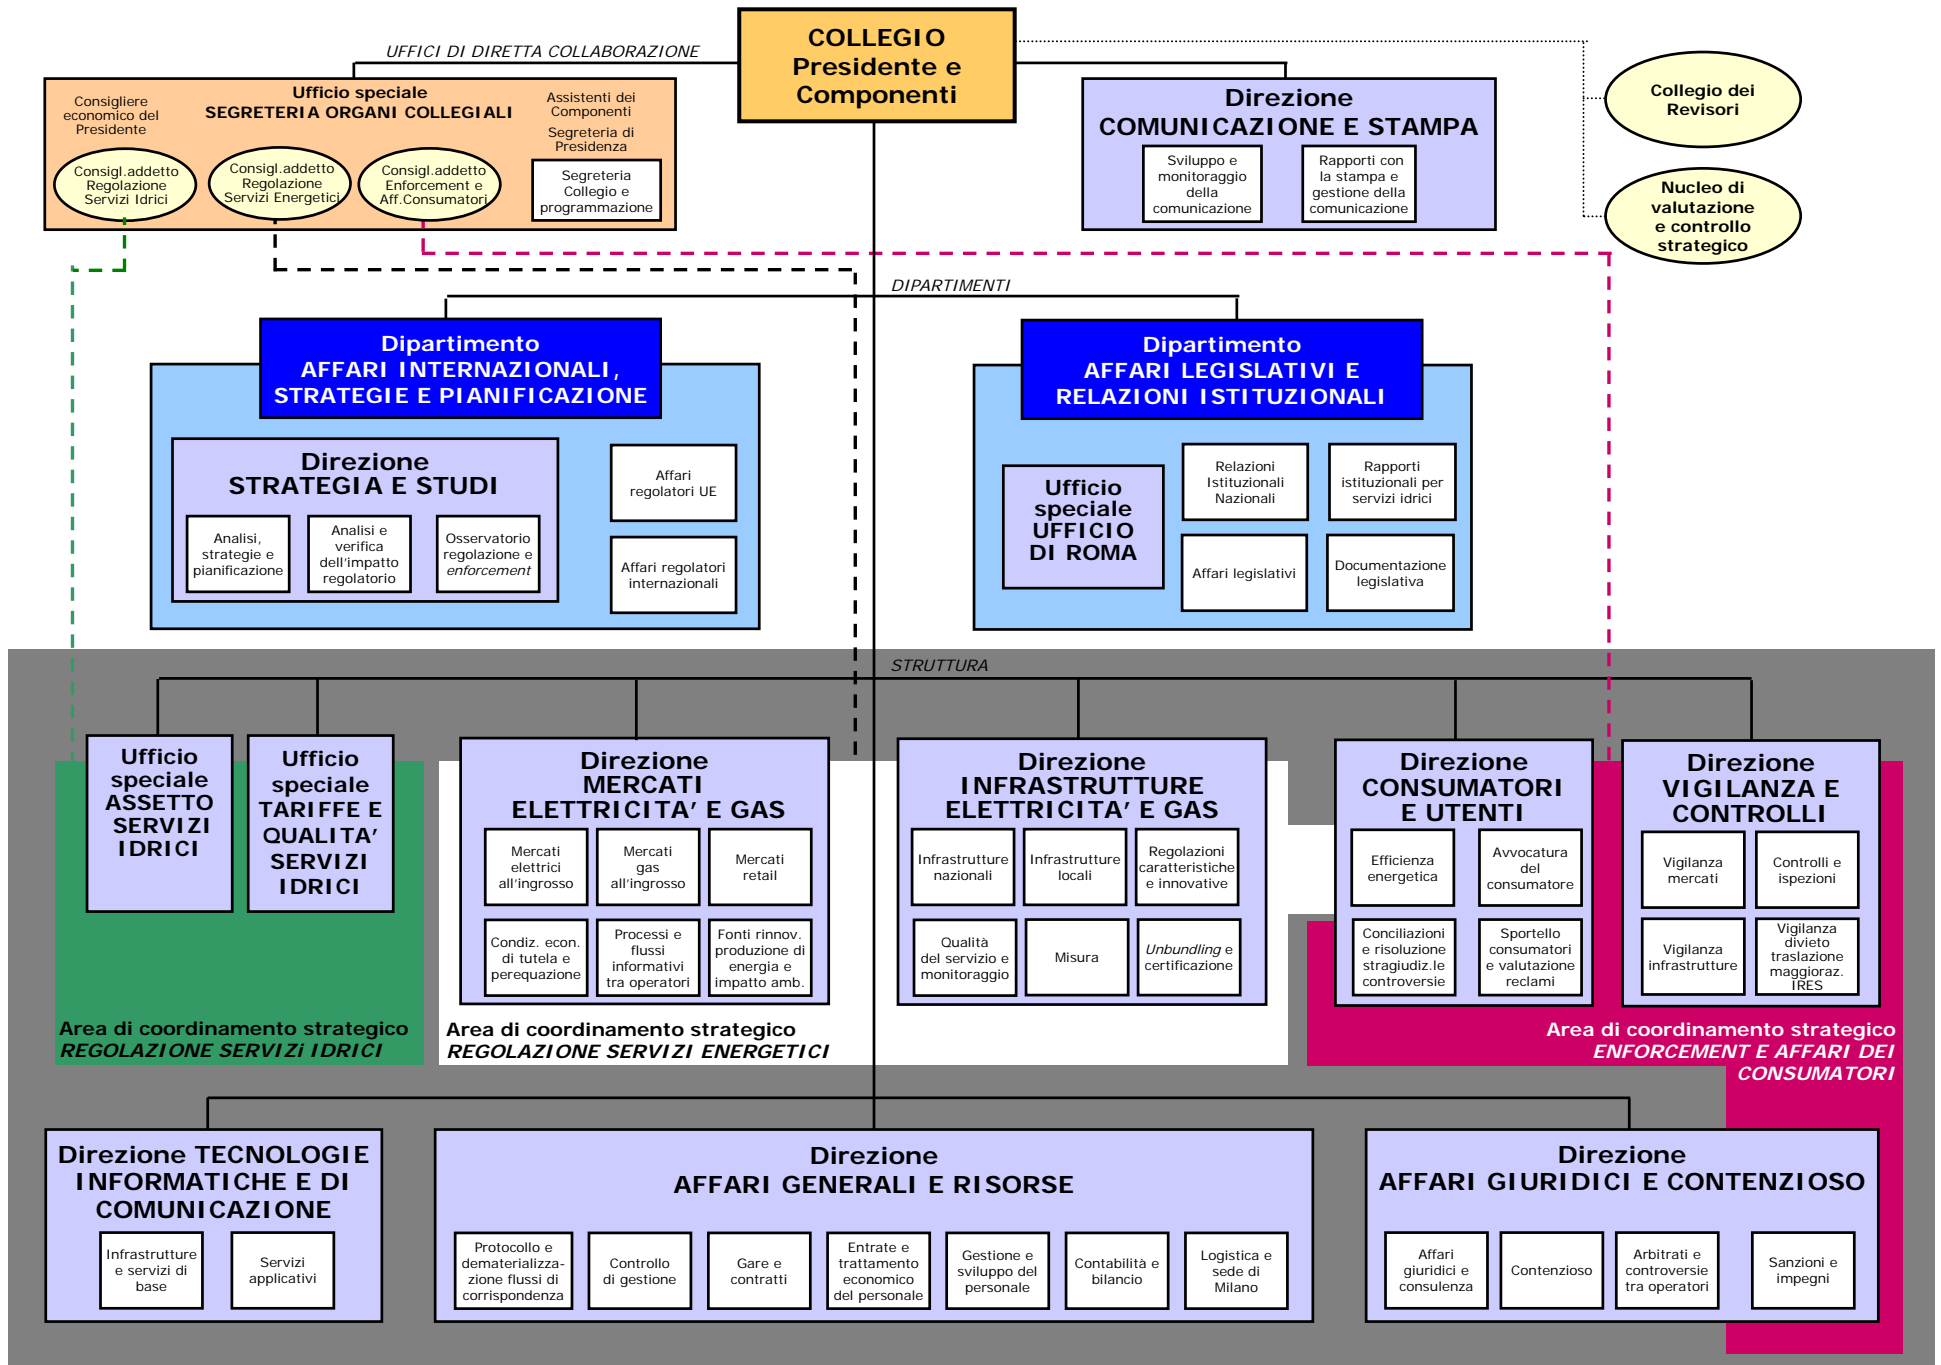 COLLEGIO
Presidente e
Componenti
UFFICI DI DIRETTA COLLABORAZIONE
Consigliere
economico del
Presidente
Ufficio speciale
SEGRETERIA ORGANI COLLEGIALI
Assistenti dei
Componenti
Segreteria di
Presidenza
Consigl.addetto
Regolazione
Servizi Idrici
Consigl.addetto
Regolazione
Servizi Energetici
Consigl.addetto
Enforcement e
Aff.Consumatori
Segreteria
Collegio e
programmazione
Direzione
COMUNICAZIONE E STAMPA
Sviluppo e
monitoraggio
della
comunicazione
Rapporti con
la stampa e
gestione della
comunicazione
Collegio dei
Revisori
Nucleo di
valutazione
e controllo
strategico
DIPARTIMENTI
Dipartimento
AFFARI INTERNAZIONALI,
STRATEGIE E PIANIFICAZIONE
Direzione
STRATEGIA E STUDI
Analisi,
strategie e
pianificazione
Analisi e
verifica
dell'impatto
regolatorio
Osservatorio
regolazione e
enforcement
Affari
regolatori UE
Affari regolatori
internazionali
Dipartimento
AFFARI LEGISLATIVI E
RELAZIONI ISTITUZIONALI
Ufficio
speciale
UFFICIO
DI ROMA
Relazioni
Istituzionali
Nazionali
Rapporti
istituzionali per
servizi idrici
Affari legislativi
Documentazione
legislativa
STRUTTURA
Ufficio
speciale
ASSETTO
SERVIZI
IDRICI
Ufficio
speciale
TARIFFE E
QUALITA'
SERVIZI
IDRICI
Area di coordinamento strategico
REGOLAZIONE SERVIZi IDRICI
Direzione
MERCATI
ELETTRICITA' E GAS
Mercati
elettrici
all'ingrosso
Mercati
gas
all'ingrosso
Mercati
retail
Condiz. econ.
di tutela e
perequazione
Processi e
flussi
informativi
tra operatori
Fonti rinnov.
produzione di
energia e
impatto amb.
Direzione
INFRASTRUTTURE
ELETTRICITA' E GAS
Infrastrutture
nazionali
Infrastrutture
locali
Regolazioni
caratteristiche
e innovative
Qualità
del servizio e
monitoraggio
Misura
Unbundling e
certificazione
Area di coordinamento strategico
REGOLAZIONE SERVIZI ENERGETICI
Direzione
CONSUMATORI
E UTENTI
Efficienza
energetica
Avvocatura
del
consumatore
Conciliazioni
e risoluzione
stragiudiz.le
controversie
Sportello
consumatori
e valutazione
reclami
Direzione
VIGILANZA E
CONTROLLI
Vigilanza
mercati
Controlli e
ispezioni
Vigilanza
infrastrutture
Vigilanza
divieto
traslazione
maggioraz.
IRES
Area di coordinamento strategico
ENFORCEMENT E AFFARI DEI
CONSUMATORI
Direzione TECNOLOGIE
INFORMATICHE E DI
COMUNICAZIONE
Infrastrutture
e servizi di
base
Servizi
applicativi
Direzione
AFFARI GENERALI E RISORSE
Protocollo e
dematerializza-
zione flussi di
corrispondenza
Controllo
di gestione
Gare e
contratti
Entrate e
trattamento
economico
del personale
Gestione e
sviluppo del
personale
Contabilità e
bilancio
Logistica e
sede di
Milano
Direzione
AFFARI GIURIDICI E CONTENZIOSO
Affari
giuridici e
consulenza
Contenzioso
Arbitrati e
controversie
tra operatori
Sanzioni e
impegni